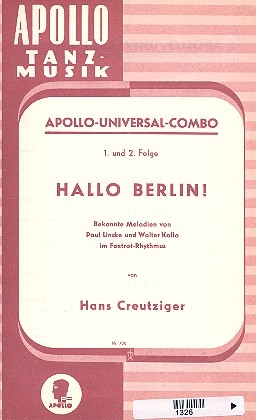 APOLLO
TANZ-
MUSIK
APOLLO-UNIVERSAL-COMBO
1. und 2. Folge
HALLO BERLIN!
Bekannte Melodien von
Paul Lincke und Walter Kollo
im Foxtrot-Rhythmus
von
Hans Creutziger
APOLLO
1326